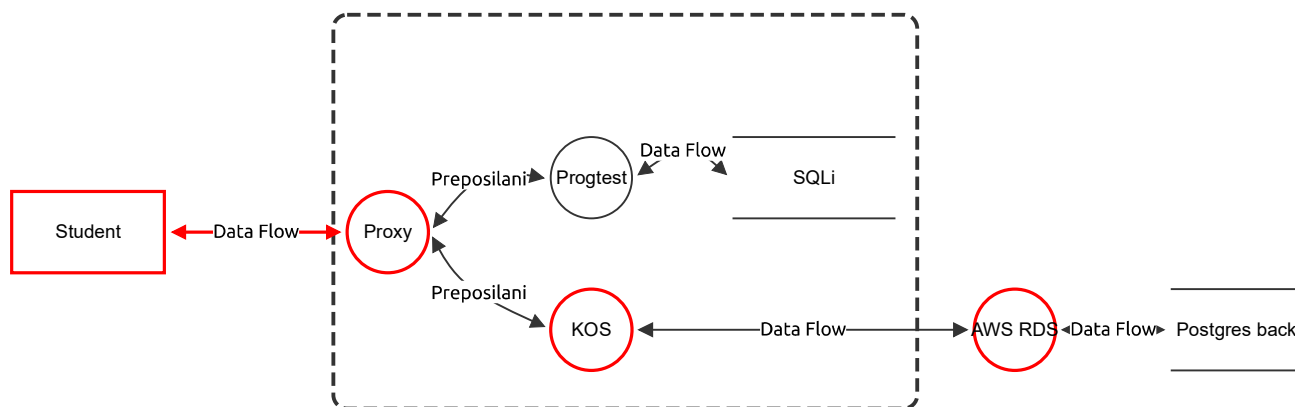 Student
Data Flow
Proxy
Preposilani
Progtest
Data Flow
SQLi
Preposilani
KOS
Data Flow
AWS RDS
Data Flow
Postgres back